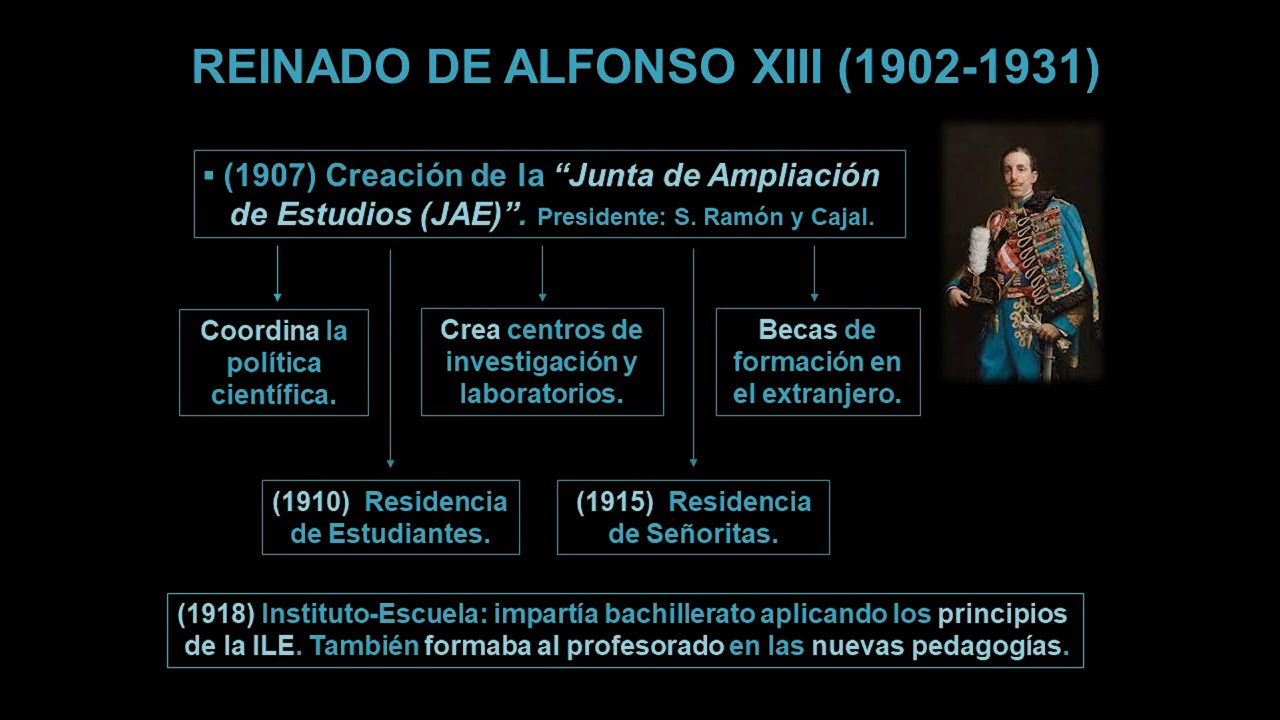 REINADO DE ALFONSO XIII (1902-1931)
▪ (1907) Creación de la “Junta de Ampliación
de Estudios (JAE)”. Presidente: S. Ramón y Cajal.
Coordina la
política
científica.
Crea centros de
investigación y
laboratorios.
Becas de
formación en
el extranjero.
(1910) Residencia
de Estudiantes.
(1915) Residencia
de Señoritas.
(1918) Instituto-Escuela: impartía bachillerato aplicando los principios
de la ILE. También formaba al profesorado en las nuevas pedagogías.